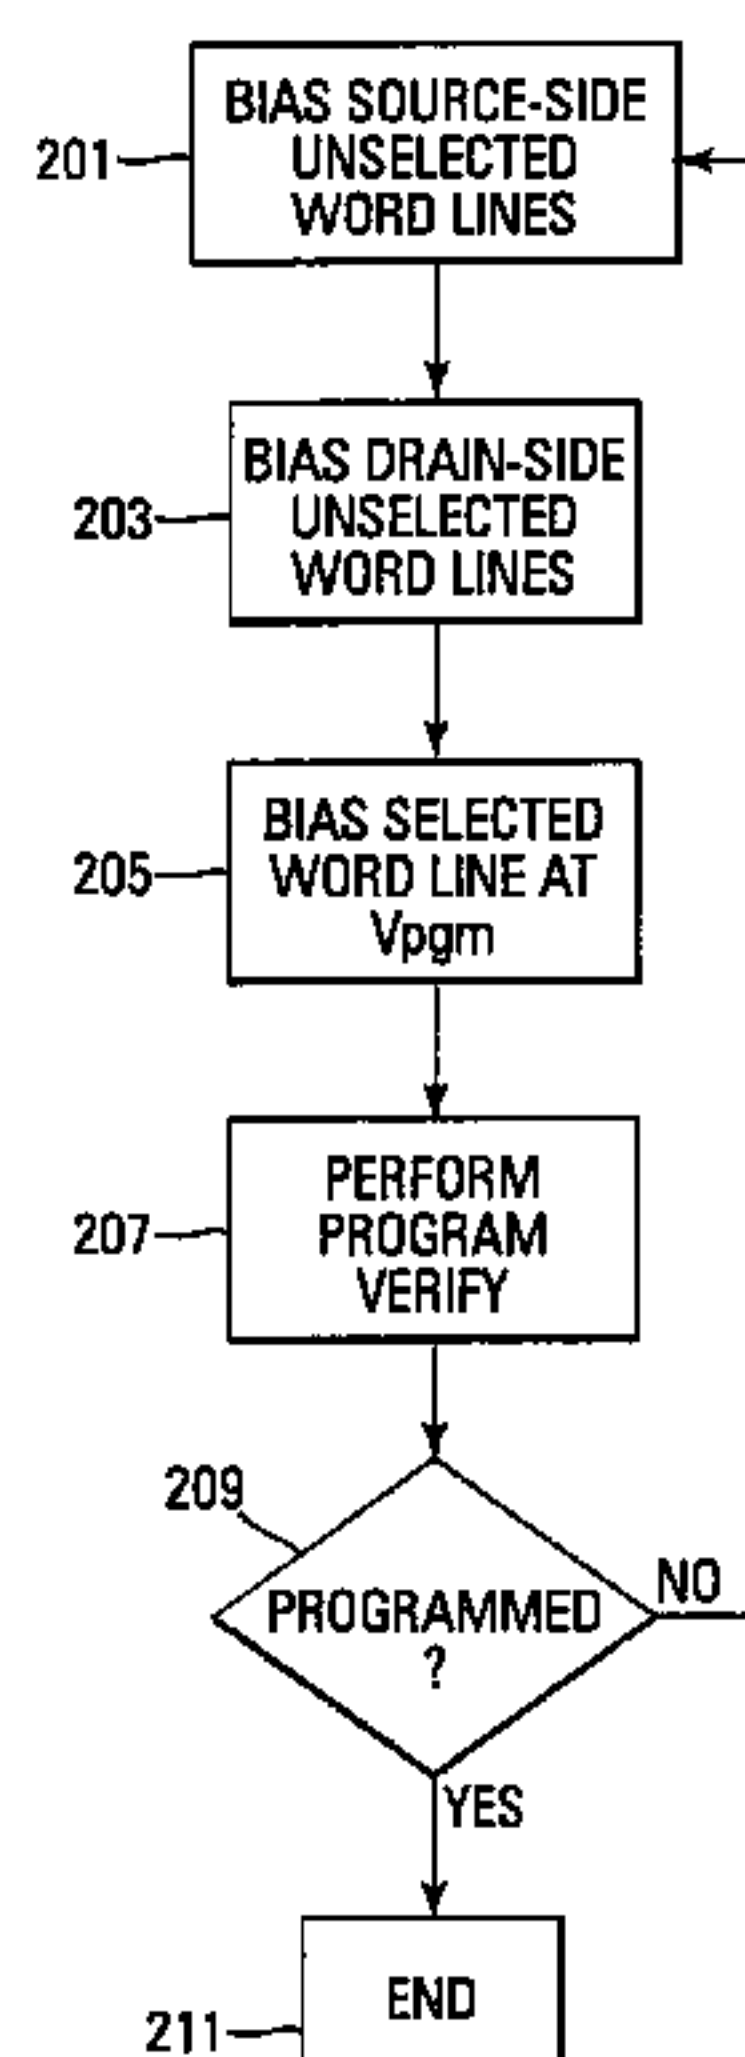 BIAS SOURCE-SIDE
UNSELECTED
WORD LINES
201
BIAS DRAIN-SIDE
UNSELECTED
WORD LINES
203
BIAS SELECTED
WORD LINE AT
Vpgm
205
PERFORM
PROGRAM
VERIFY
207
209
PROGRAMMED
?
NO
YES
END
211